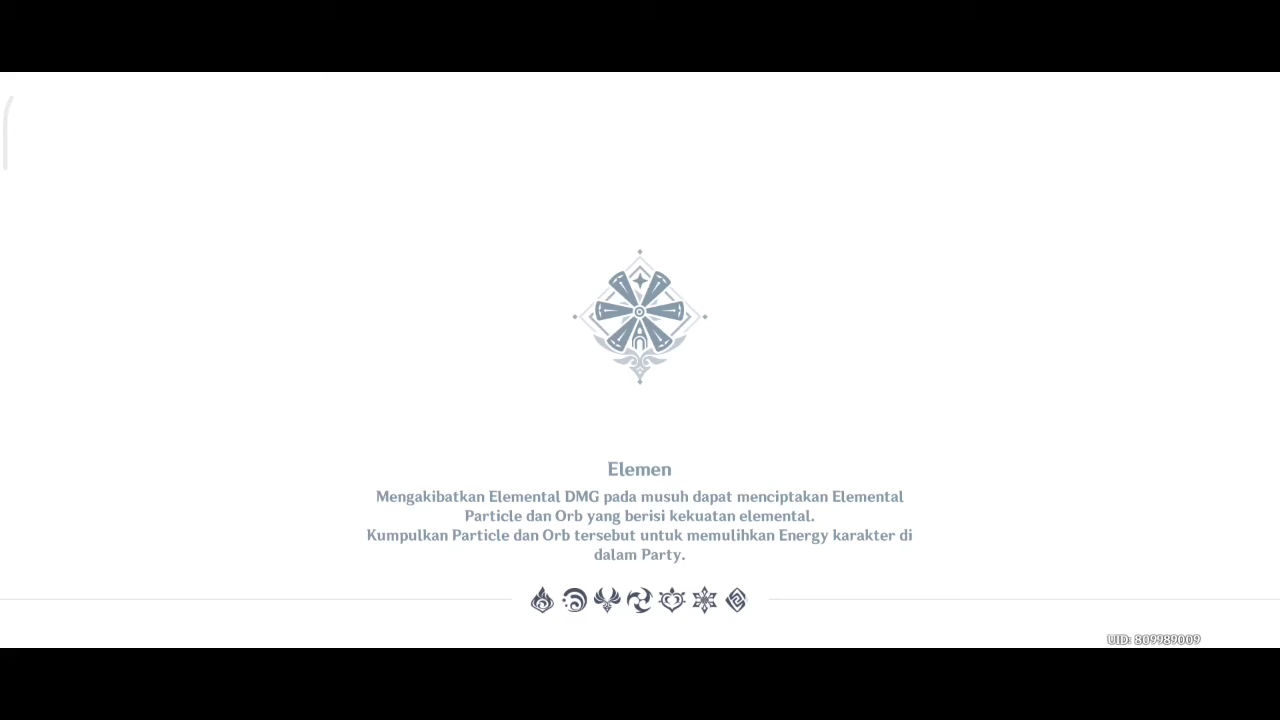 Elemen
Mengakibatkan Elemental DMG pada musuh dapat menciptakan Elemental
Particle dan Orb yang berisi kekuatan elemental.
Kumpulkan Particle dan Orb tersebut untuk memulihkan Energy karakter di
dalam Party.
UID: 809989009